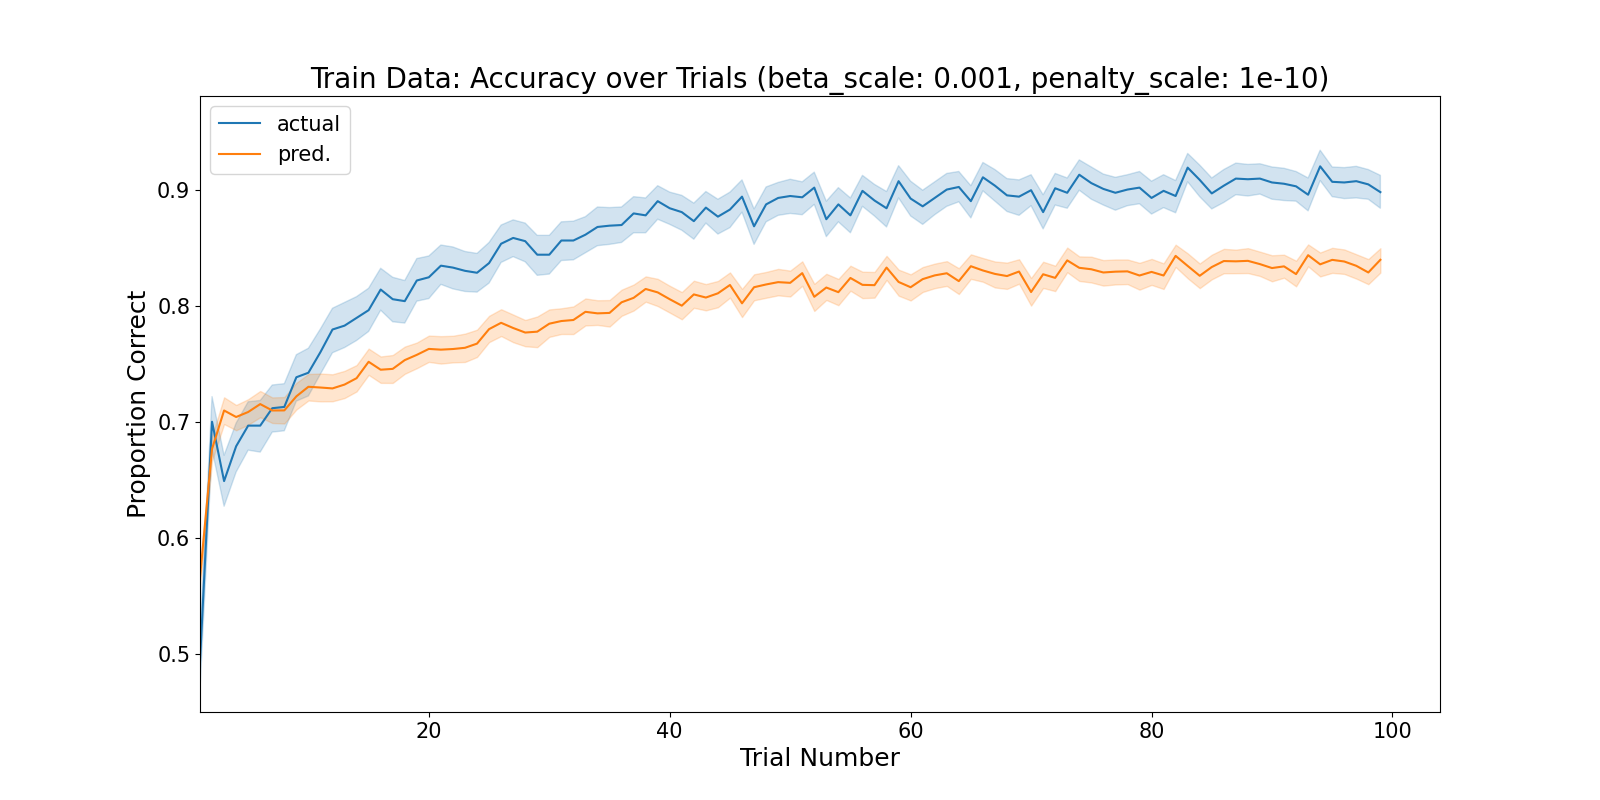 Train Data: Accuracy over Trials (beta_scale: 0.001, penalty_scale: 1e-10)
actual
pred.
0.9
0.8
0.7
0.6
0.5
Proportion Correct
20 40 60 80 100
Trial Number